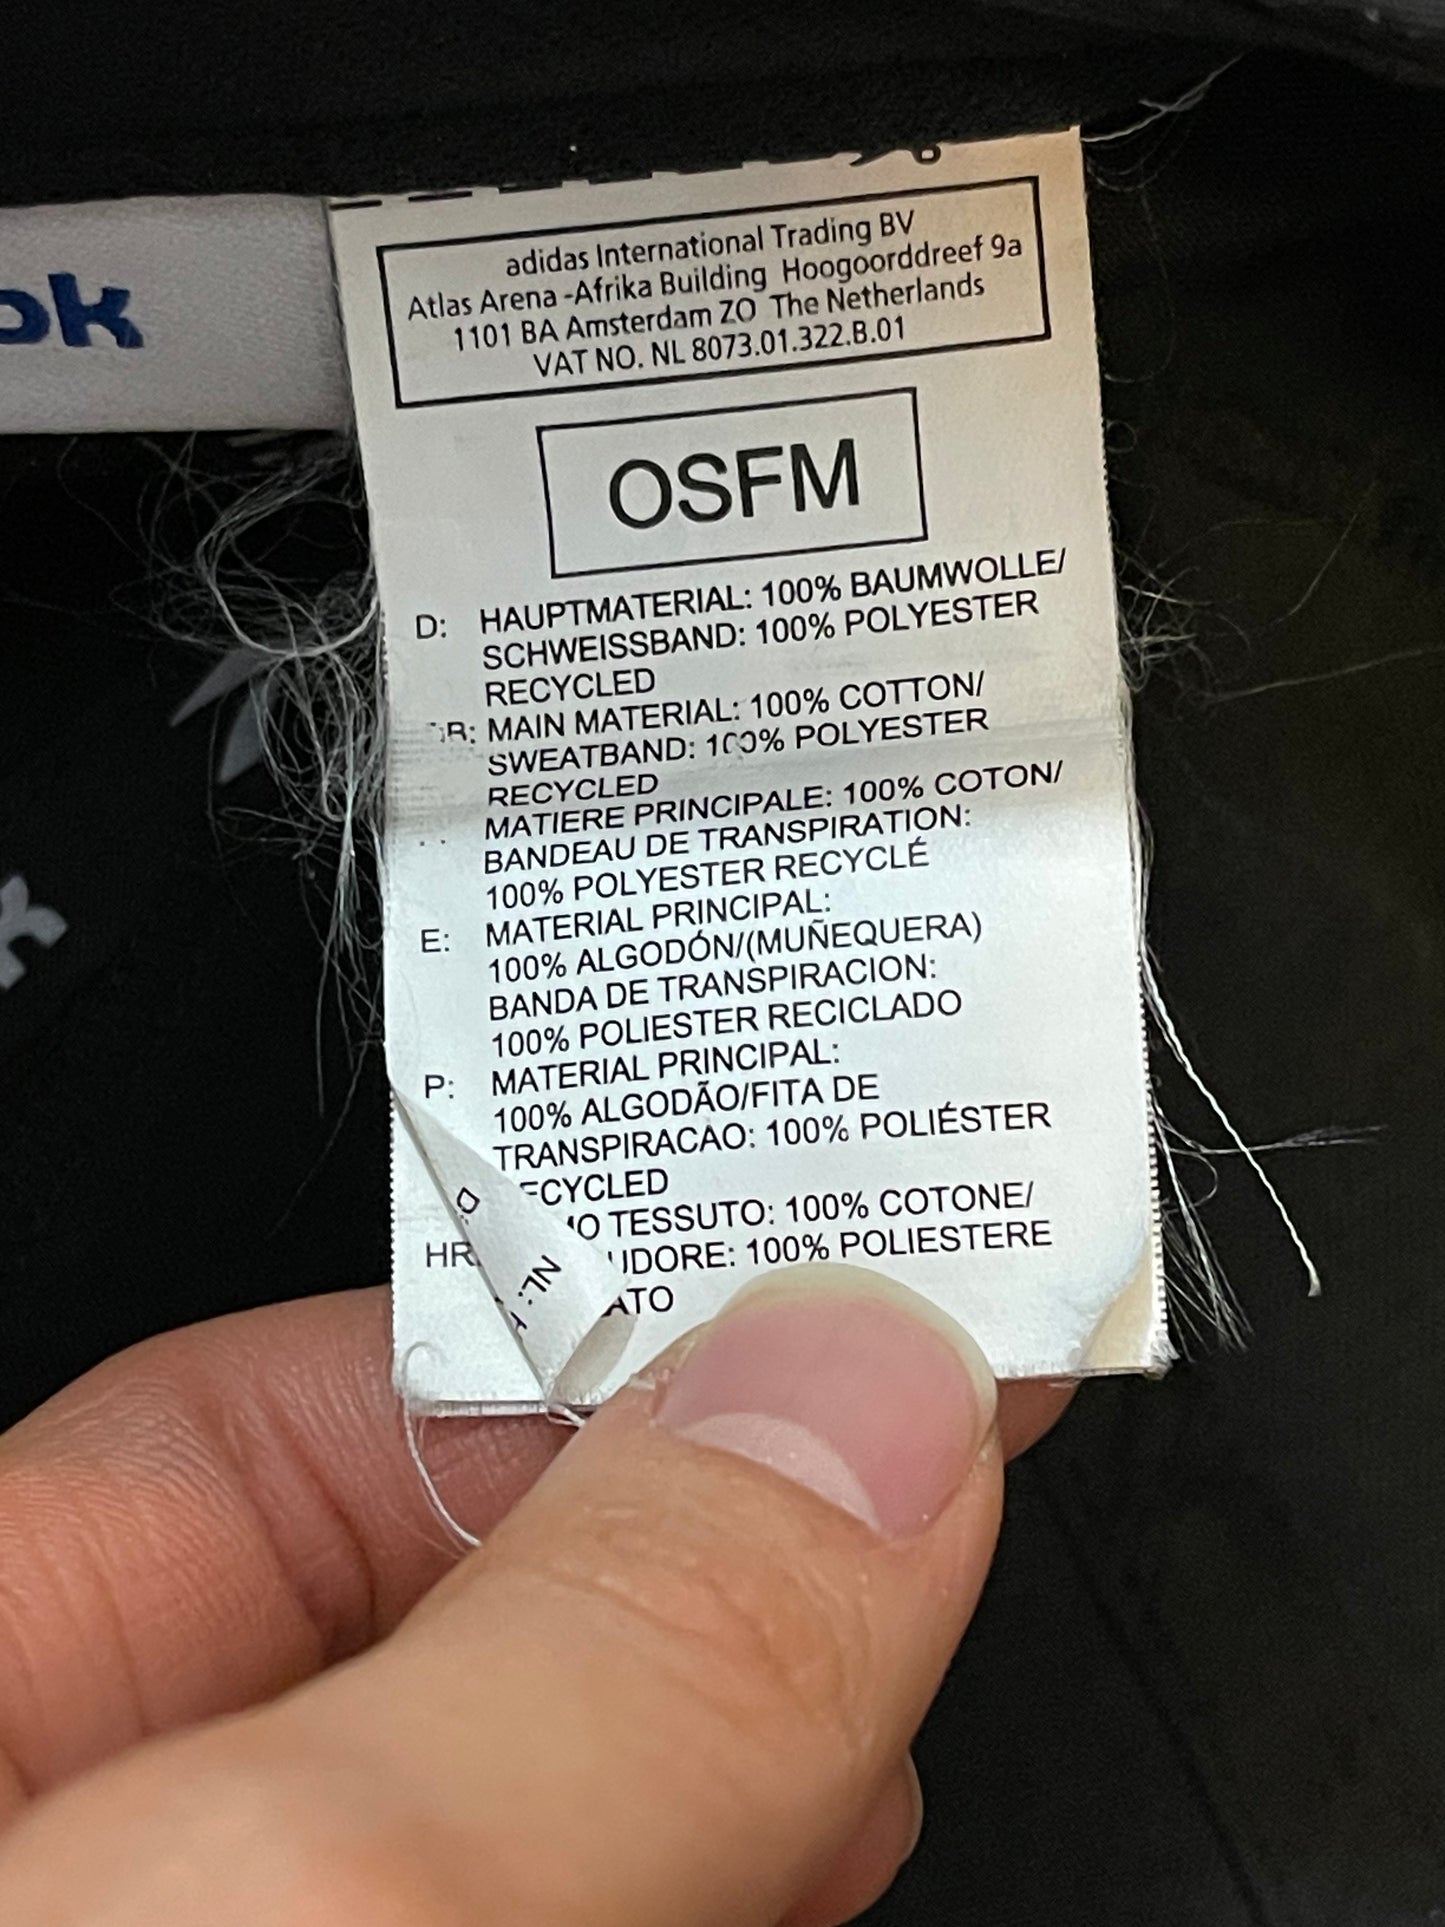 adidas International Trading BV
Atlas Arena -Afrika Building Hoogoorddreef 9a
1101 BA Amsterdam ZO The Netherlands
VAT NO. NL 8073.01.322.B.01
OSFM
D: HAUPTMATERIAL: 100% BAUMWOLLE/
SCHWEISSBAND: 100% POLYESTER
RECYCLED
MAIN MATERIAL: 100% COTTON/
SWEATBAND: 100% POLYESTER
RECYCLED
MATIERE PRINCIPALE: 100% COTON/
BANDEAU DE TRANSPIRATION:
100% POLYESTER RECYCLÉ
E: MATERIAL PRINCIPAL:
100% ALGODÓN/(MUÑEQUERA)
BANDA DE TRANSPIRACION:
100% POLIESTER RECICLADO
P: MATERIAL PRINCIPAL:
100% ALGODÃO/FITA DE
TRANSPIRACAO: 100% POLIÉSTER
TESSUTO: 100% COTONE/
HR 100% POLIESTERE
D:
NL: